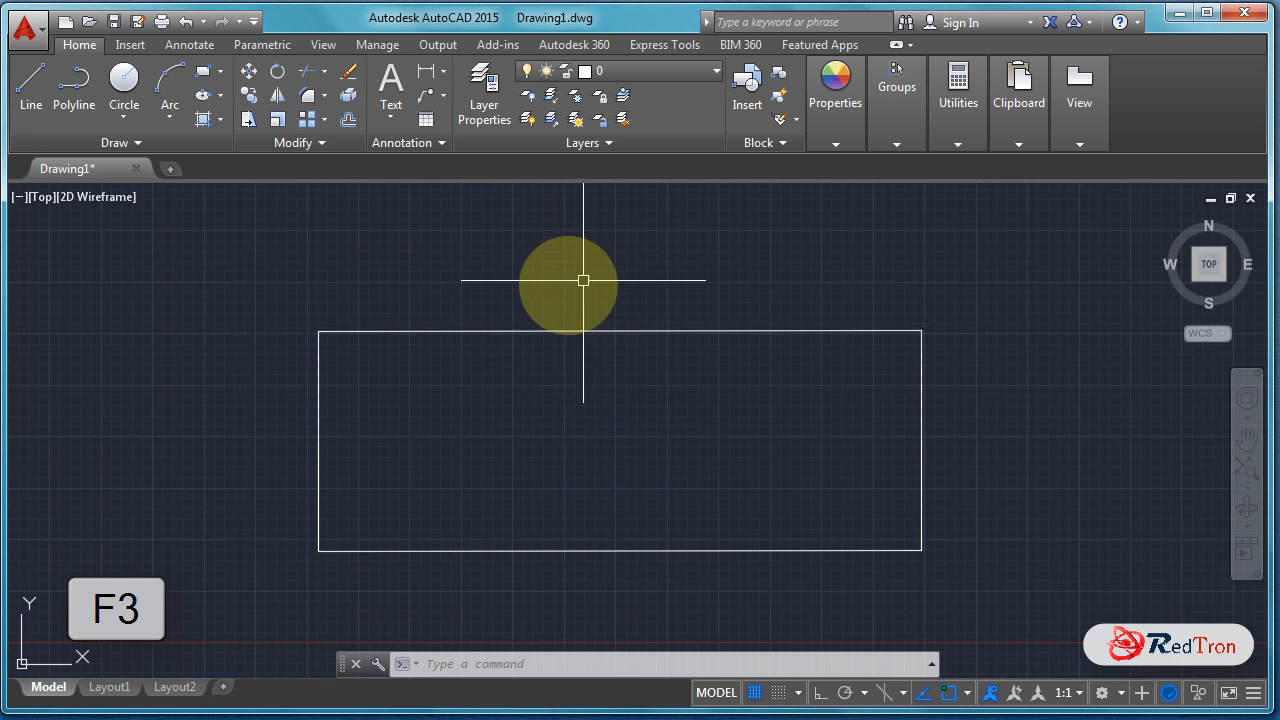 Autodesk AutoCAD 2015 Drawing1.dwg
Type a keyword or phrase
Sign In
Home Insert Annotate Parametric View Manage Output Add-ins Autodesk 360 Express Tools BIM 360 Featured Apps
0
Line Polyline Circle Arc
Text
Layer
Properties
Insert
Properties
Groups
Utilities
Clipboard
View
Draw
Modify
Annotation
Layers
Block
Drawing1*
[−][Top][2D Wireframe]
N
W TOP E
S
WCS
F3
Y
X
RedTron
Type a command
Model Layout1 Layout2
MODEL
1:1